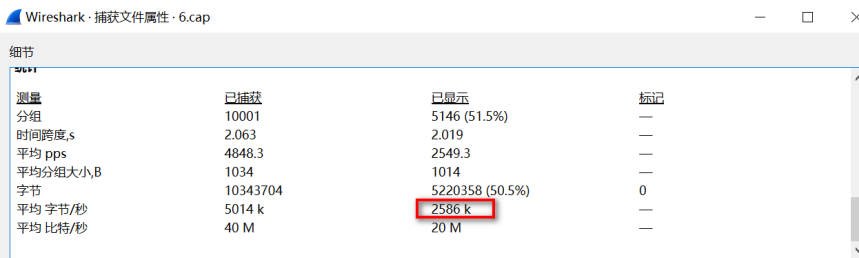 Wireshark · 捕获文件属性 · 6.cap
细节
统计
测量 已捕获 已显示 标记
分组 10001 5146 (51.5%) —
时间跨度,s 2.063 2.019 —
平均 pps 4848.3 2549.3 —
平均分组大小,B 1034 1014 —
字节 10343704 5220358 (50.5%) 0
平均 字节/秒 5014 k 2586 k —
平均 比特/秒 40 M 20 M —